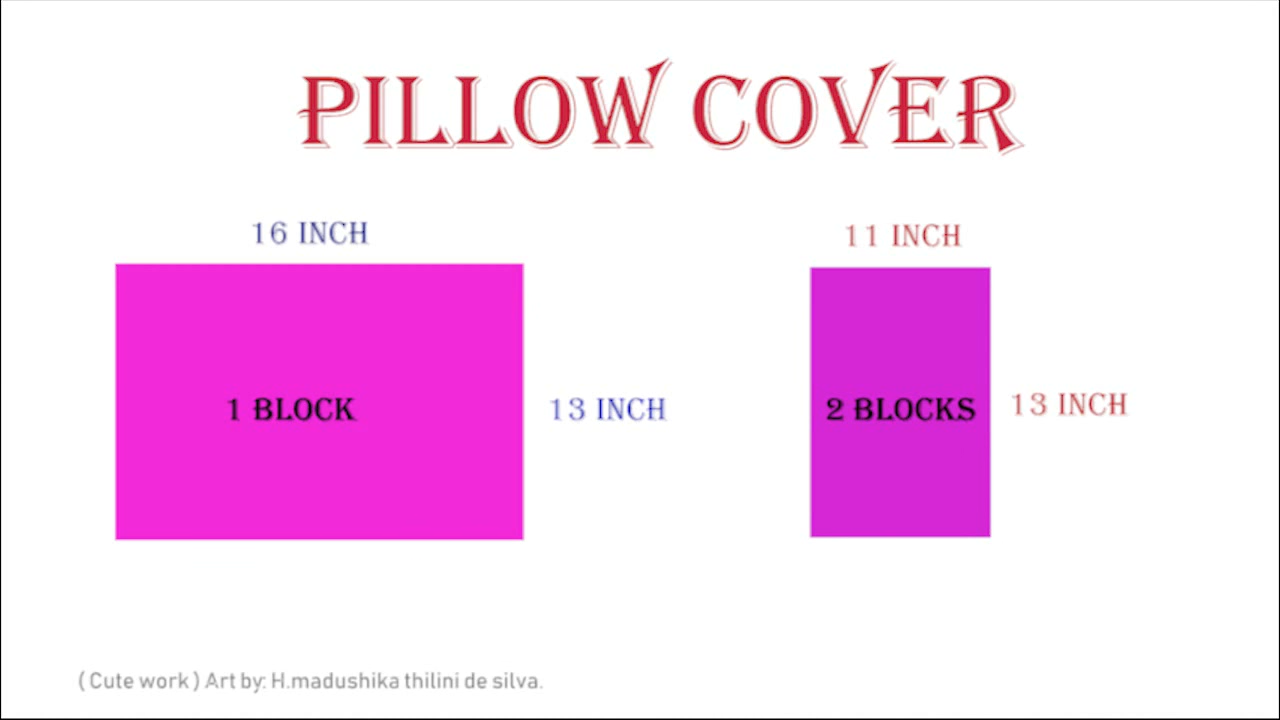 PILLOW COVER
16 INCH
1 BLOCK
13 INCH
11 INCH
2 BLOCKS
13 INCH
( Cute work ) Art by: H.madushika thilini de silva.